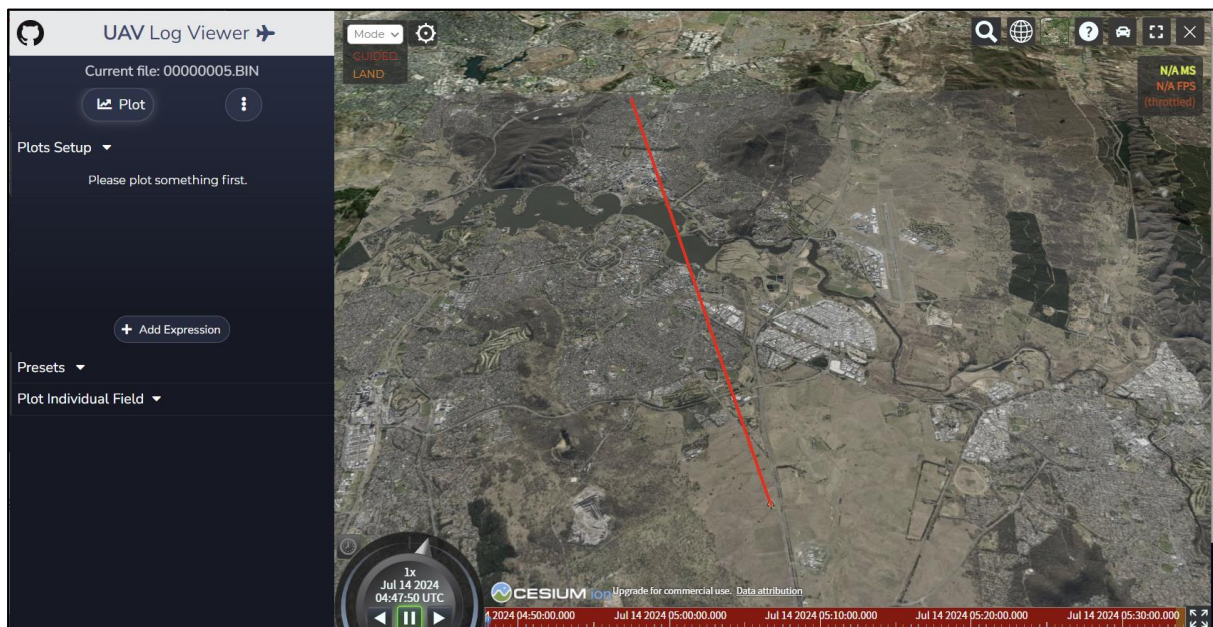 UAV Log Viewer
Current file: 00000005.BIN
Plot
Plots Setup
Please plot something first.
+ Add Expression
Presets
Plot Individual Field
Mode
GUIDED
LAND
?
N/A MS
N/A FPS
(throttled)
1x
Jul 14 2024
04:47:50 UTC
CESIUM ion Upgrade for commercial use. Data attribution
2024 04:50:00.000 Jul 14 2024 05:00:00.000 Jul 14 2024 05:10:00.000 Jul 14 2024 05:20:00.000 Jul 14 2024 05:30:00.000